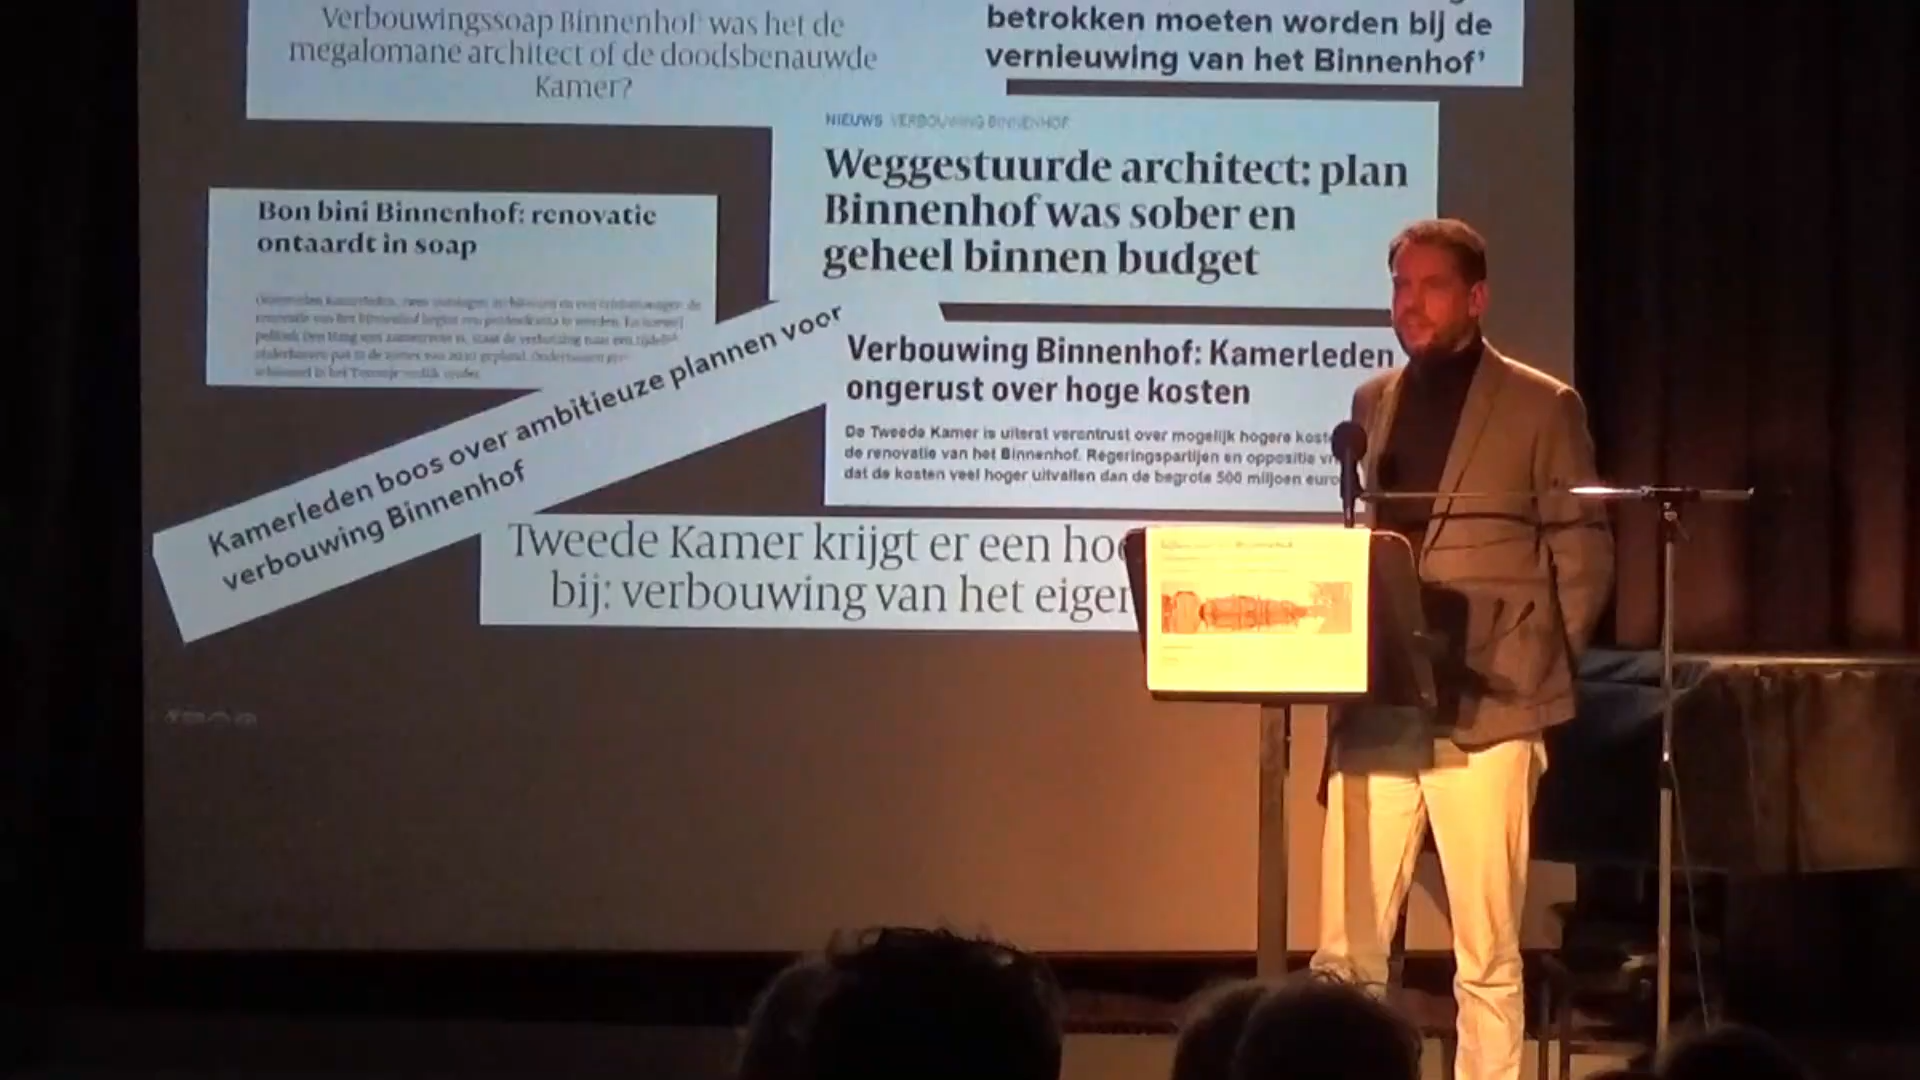 Verbouwingssoap Binnenhof: was het de
megalomane architect of de doodsbenauwde
Kamer?
betrokken moeten worden bij de
vernieuwing van het Binnenhof'
NIEUWS VERBOUWING BINNENHOF
Weggestuurde architect: plan
Binnenhof was sober en
geheel binnen budget
Bon bini Binnenhof: renovatie
ontaardt in soap
Kamerleden boos over ambitieuze plannen voor
verbouwing Binnenhof
Verbouwing Binnenhof: Kamerleden
ongerust over hoge kosten
De Tweede Kamer is uiterst verontrust over mogelijk hogere
de renovatie van het Binnenhof. Regeringspartijen en oppositie
dat de kosten veel hoger uitvallen dan de begrote 500 miljoen euro
Tweede Kamer krijgt er een
bij: verbouwing van het